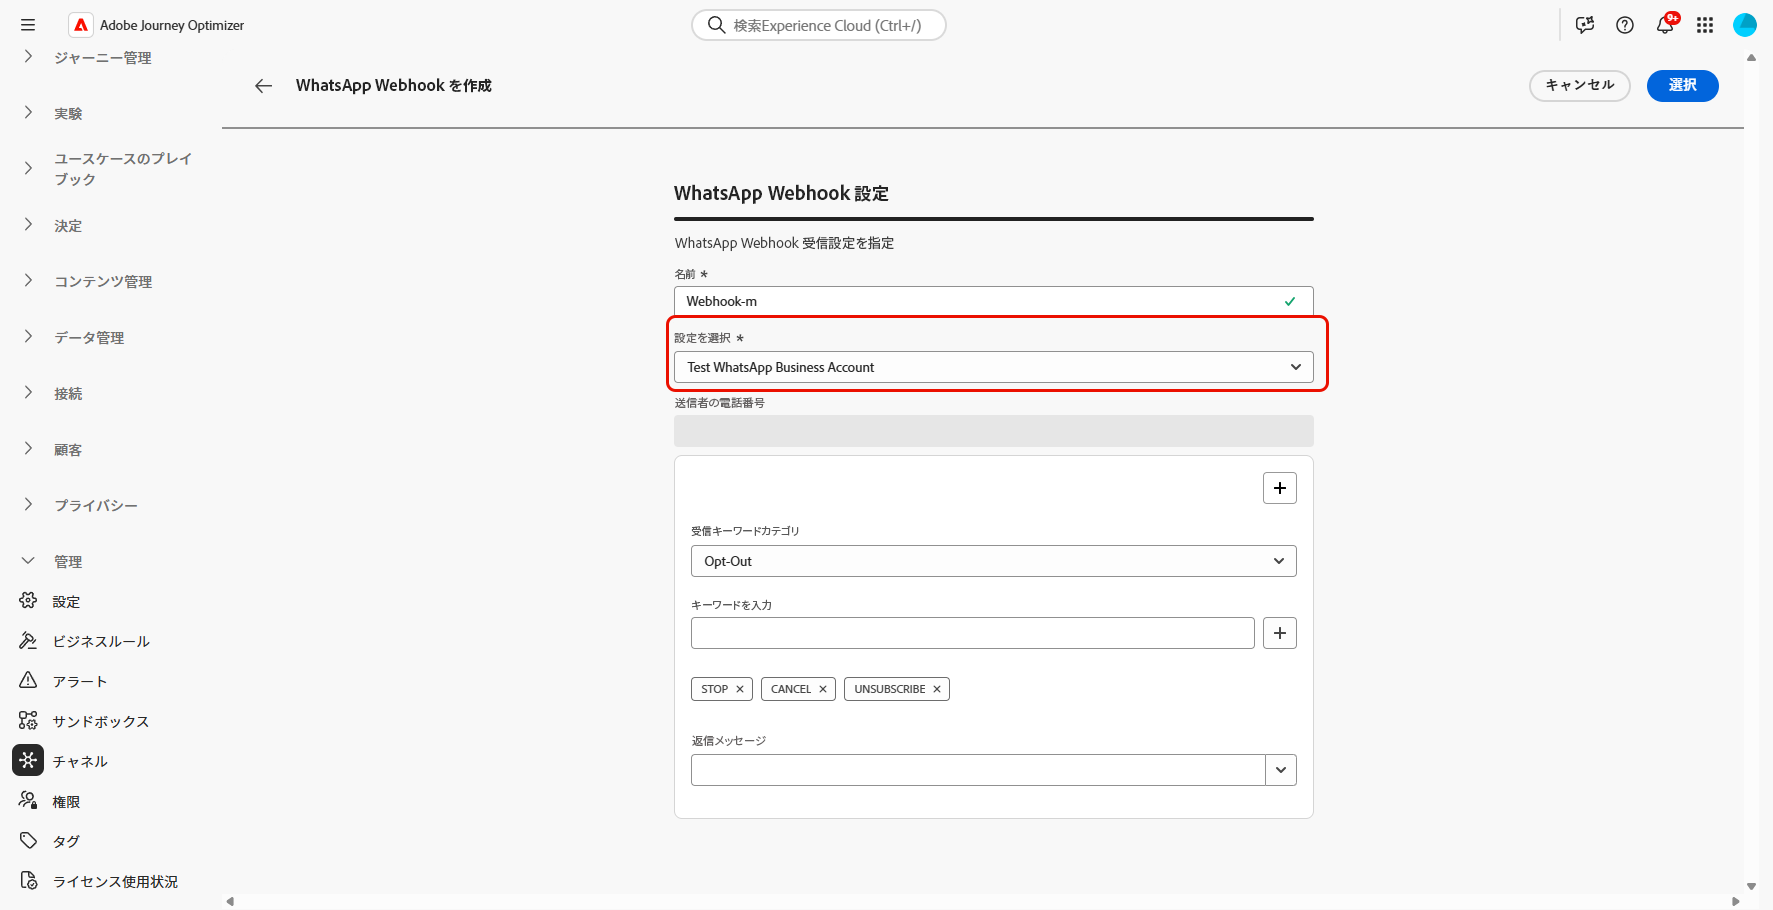 Adobe Journey Optimizer
検索Experience Cloud (Ctrl+/)
9+
ジャーニー管理
実験
ユースケースのプレイ
ブック
決定
コンテンツ管理
データ管理
接続
顧客
プライバシー
管理
設定
ビジネスルール
アラート
サンドボックス
チャネル
権限
タグ
ライセンス使用状況
WhatsApp Webhook を作成
キャンセル
選択
WhatsApp Webhook 設定
WhatsApp Webhook 受信設定を指定
名前 *
Webhook-m
設定を選択 *
Test WhatsApp Business Account
送信者の電話番号
受信キーワードカテゴリ
Opt-Out
キーワードを入力
STOP
CANCEL
UNSUBSCRIBE
返信メッセージ